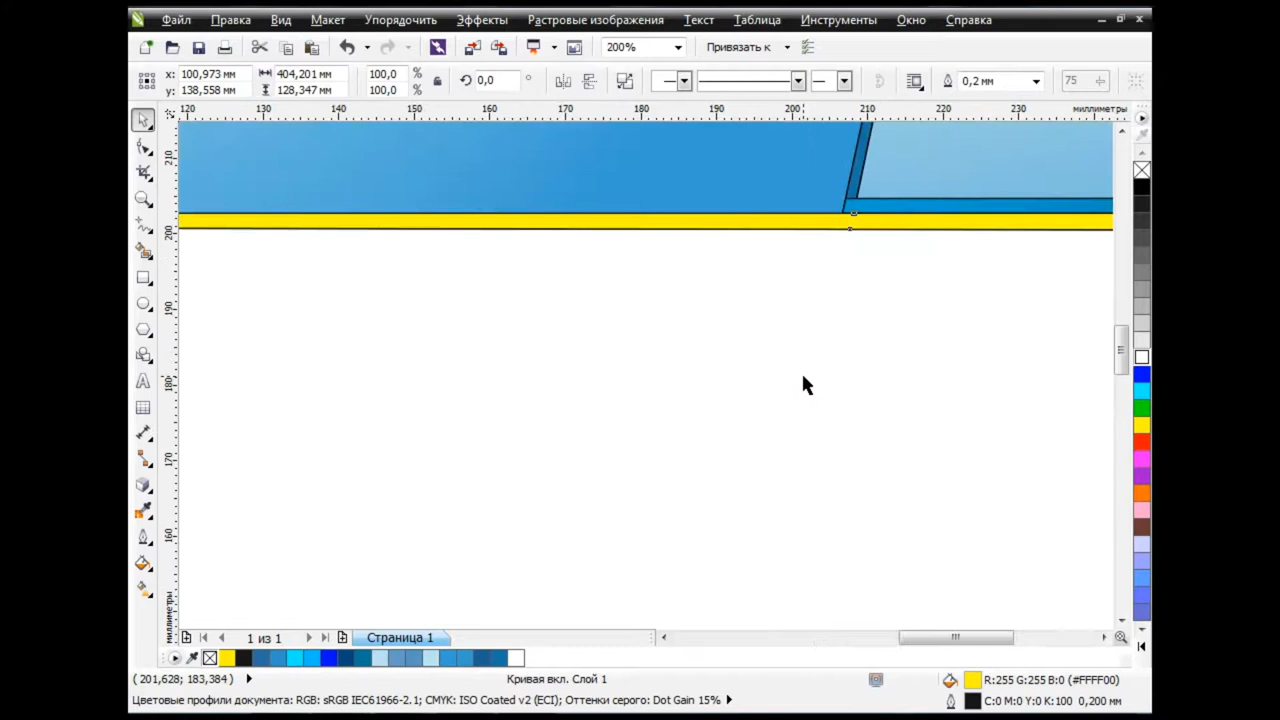 Файл Правка Вид Макет Упорядочить Эффекты Растровые изображения Текст Таблица Инструменты Окно Справка
200% Привязать к
x: 100,973 мм 404,201 мм 100,0 % 0,0 ° 0,2 мм 75
y: 138,558 мм 128,347 мм 100,0 %
120 130 140 150 160 170 180 190 200 210 220 230 миллиметры
210
200
190
180
170
160
миллиметры
1 из 1 Страница 1
( 201,628; 183,384 ) Кривая вкл. Слой 1 R:255 G:255 B:0 (#FFFF00)
Цветовые профили документа: RGB: sRGB IEC61966-2.1; CMYK: ISO Coated v2 (ECI); Оттенки серого: Dot Gain 15% C:0 M:0 Y:0 K:100 0,200 мм